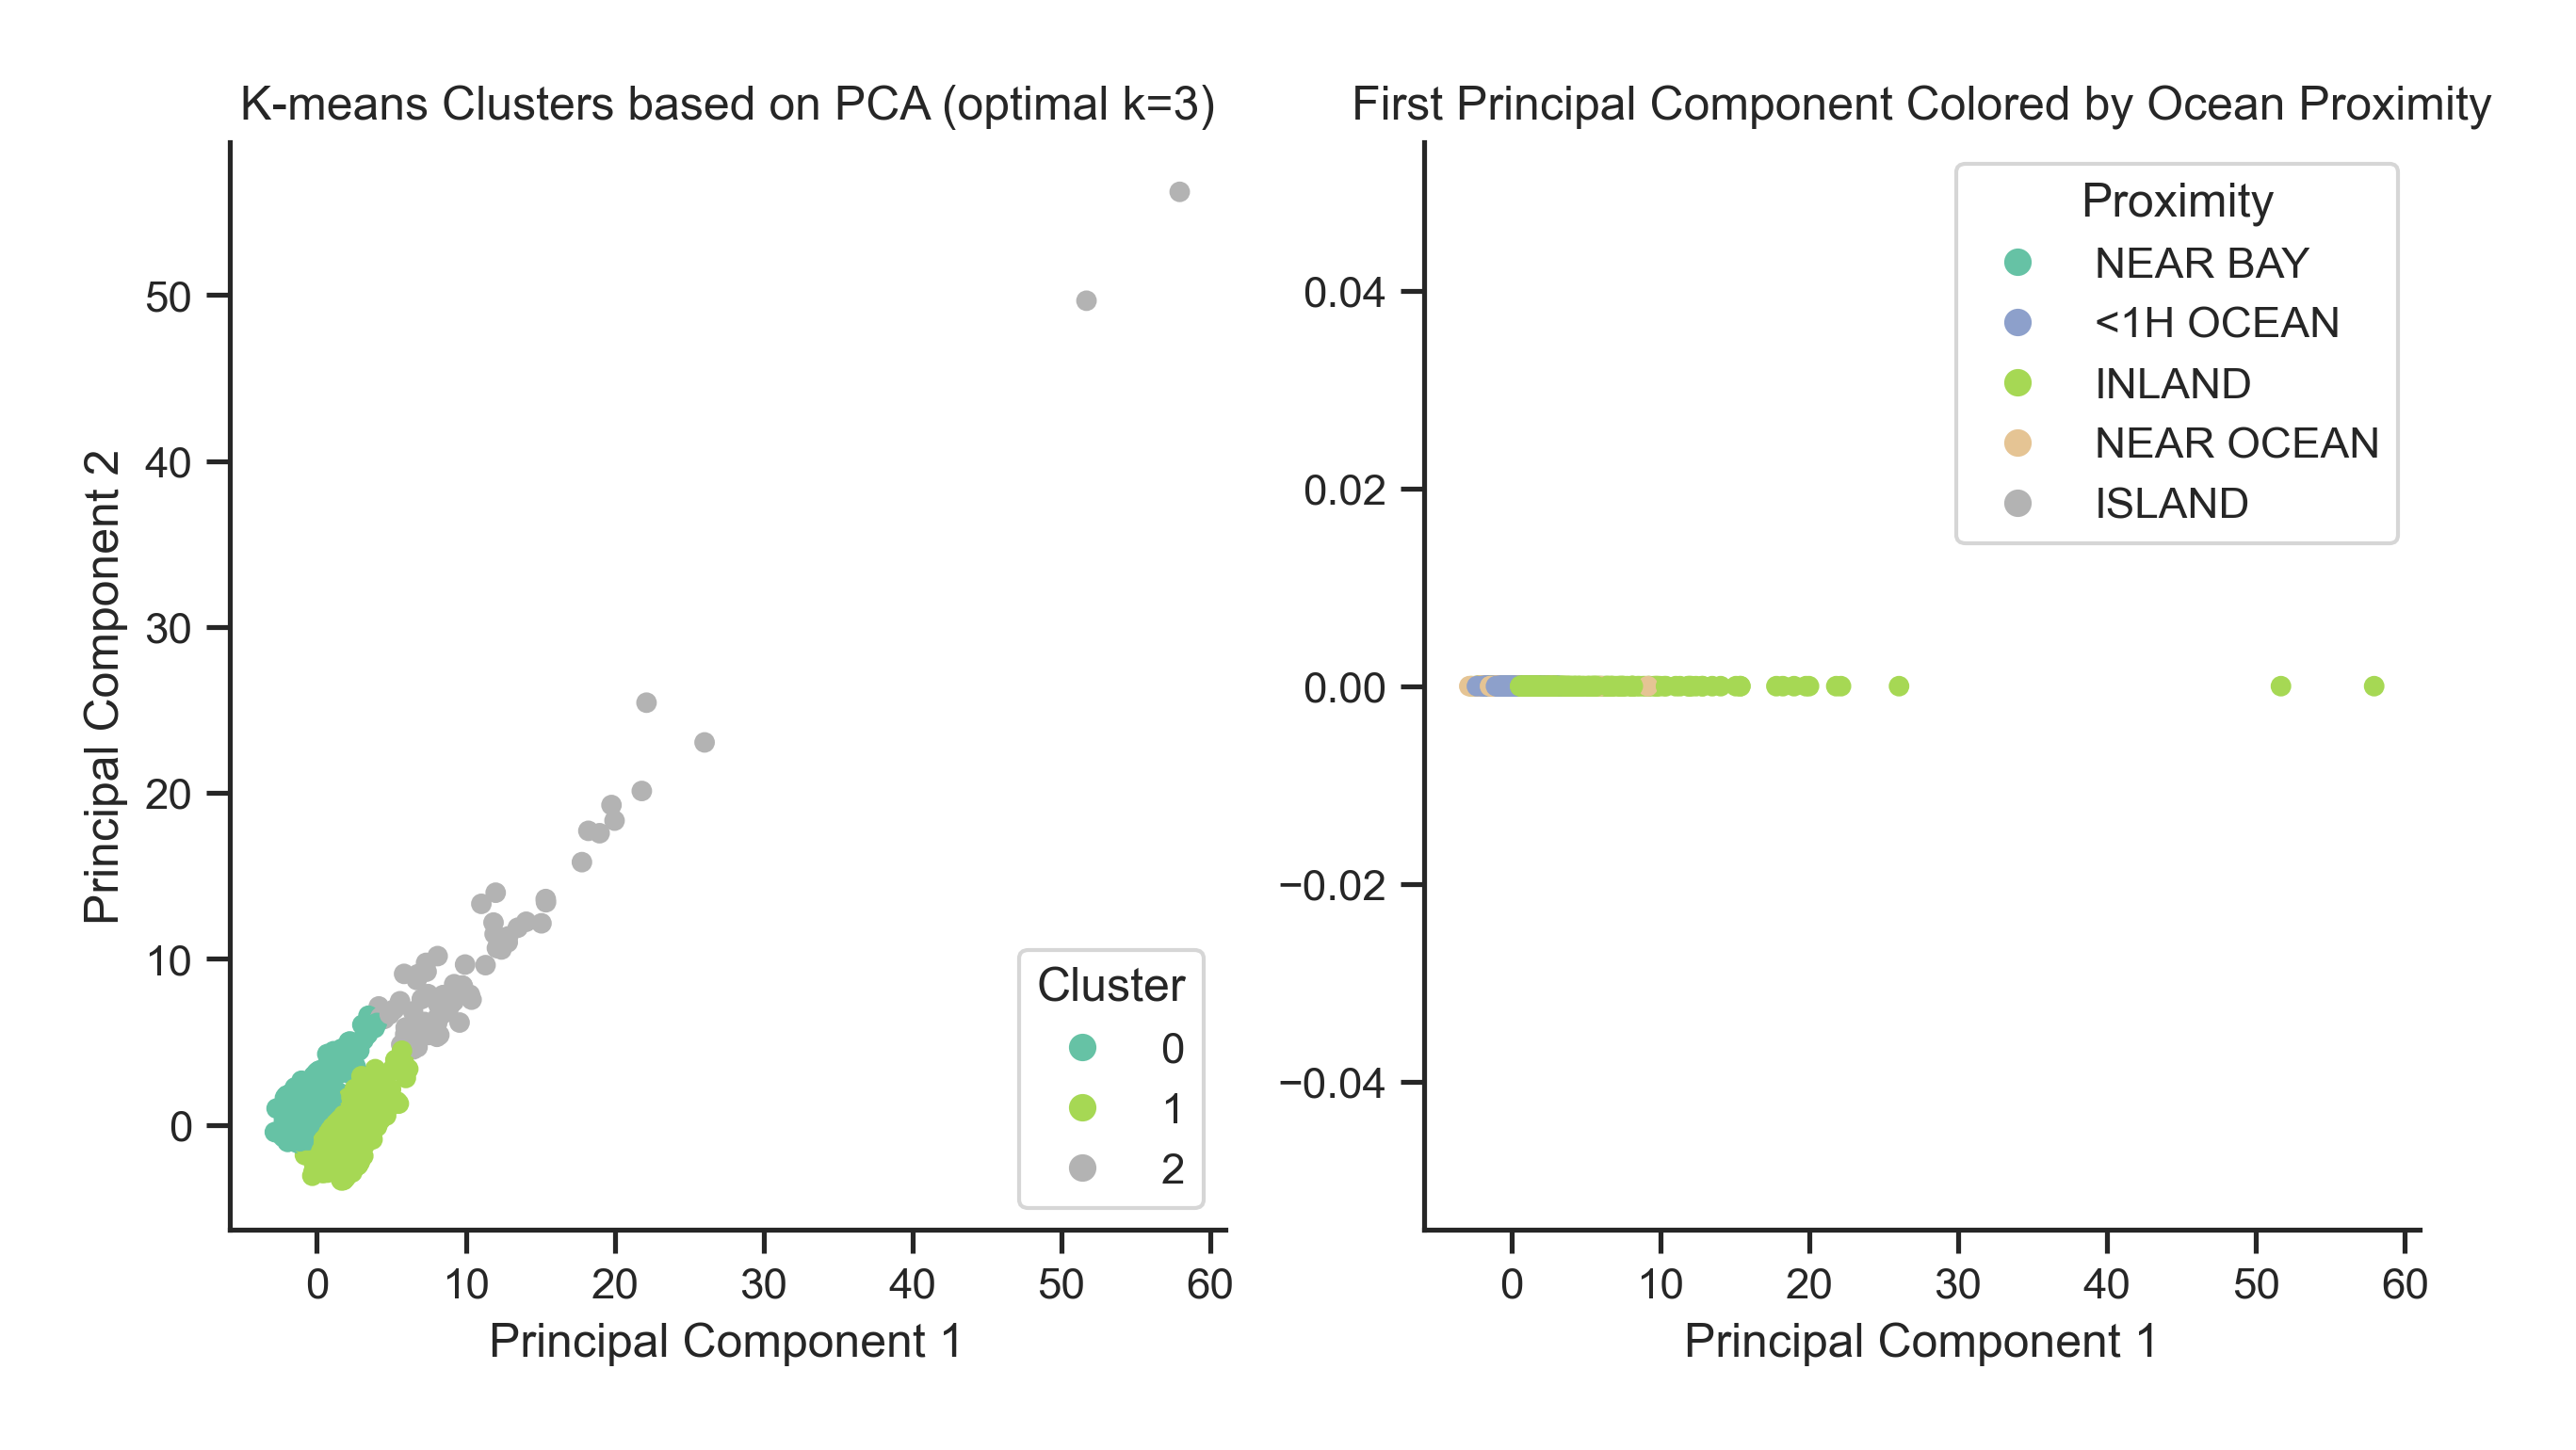 K-means Clusters based on PCA (optimal k=3)
50
40
30
20
10
0
Principal Component 2
0
10
20
30
40
50
60
Principal Component 1
Cluster
0
1
2
First Principal Component Colored by Ocean Proximity
0.04
0.02
0.00
−0.02
−0.04
0
10
20
30
40
50
60
Principal Component 1
Proximity
NEAR BAY
<1H OCEAN
INLAND
NEAR OCEAN
ISLAND